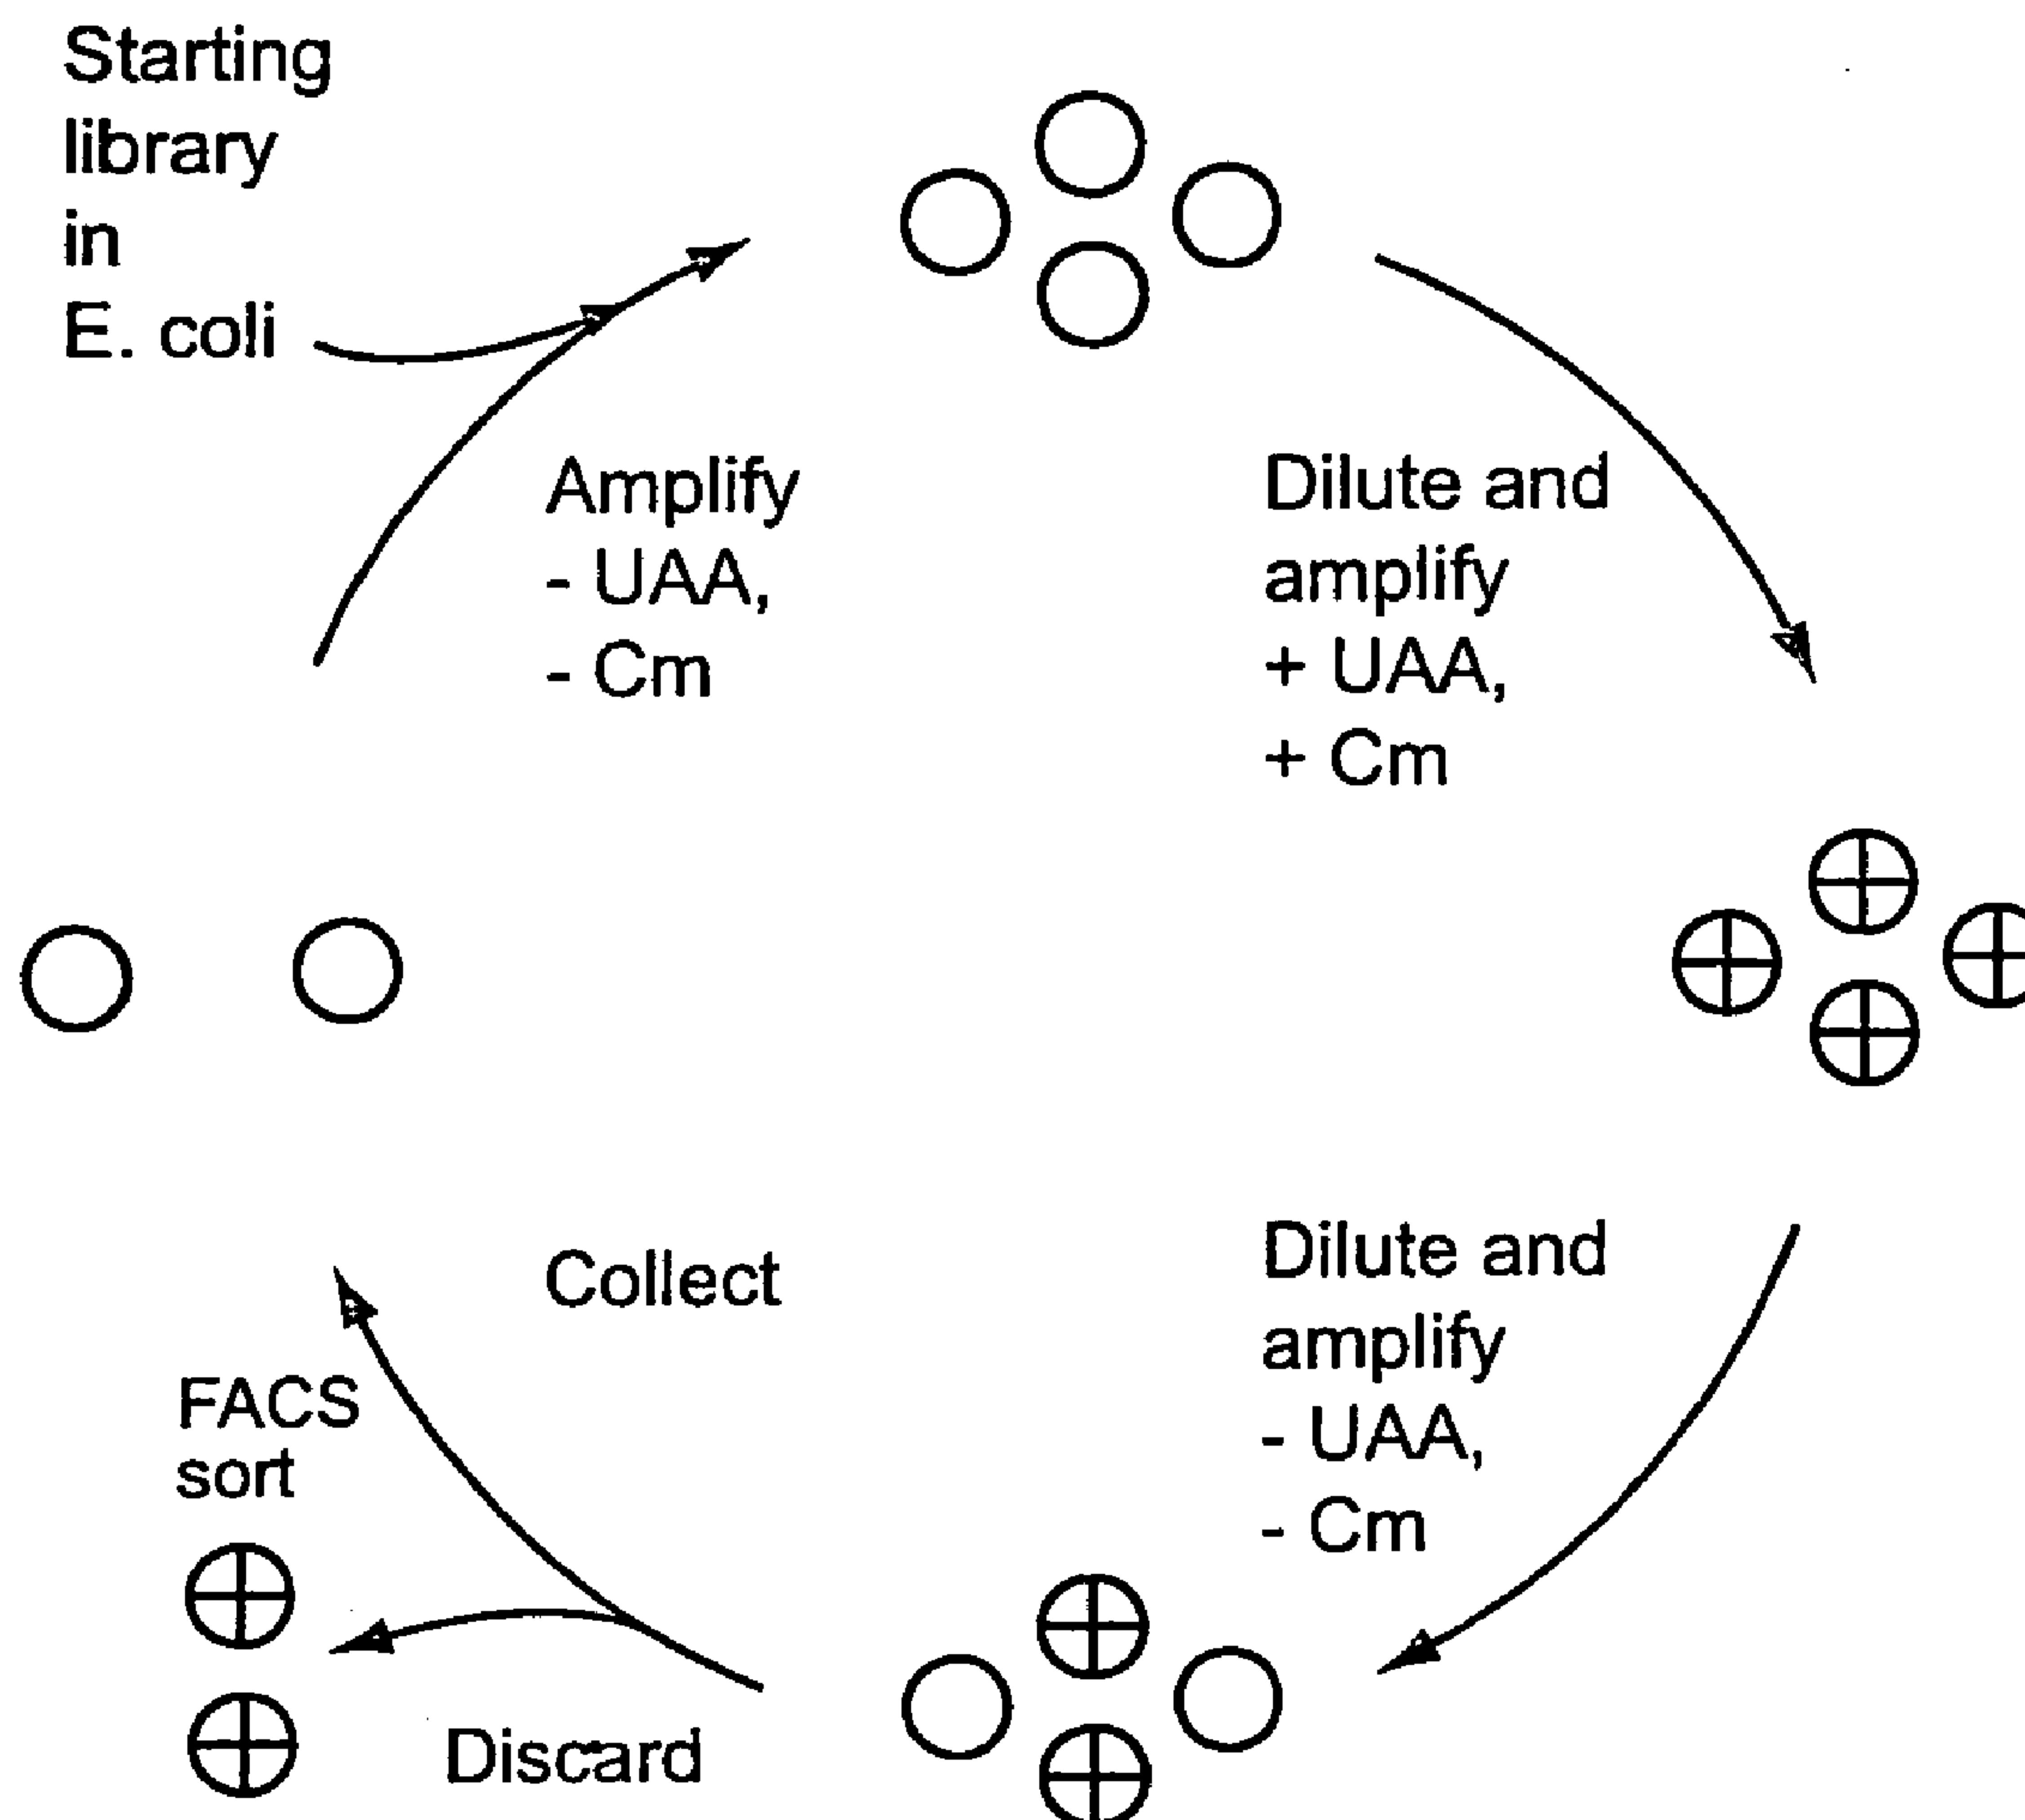 Starting
library
in
E. coli
Amplify
- UAA,
- Cm
Dilute and
amplify
+ UAA,
+ Cm
Dilute and
amplify
- UAA,
- Cm
Collect
FACS
sort
Discard